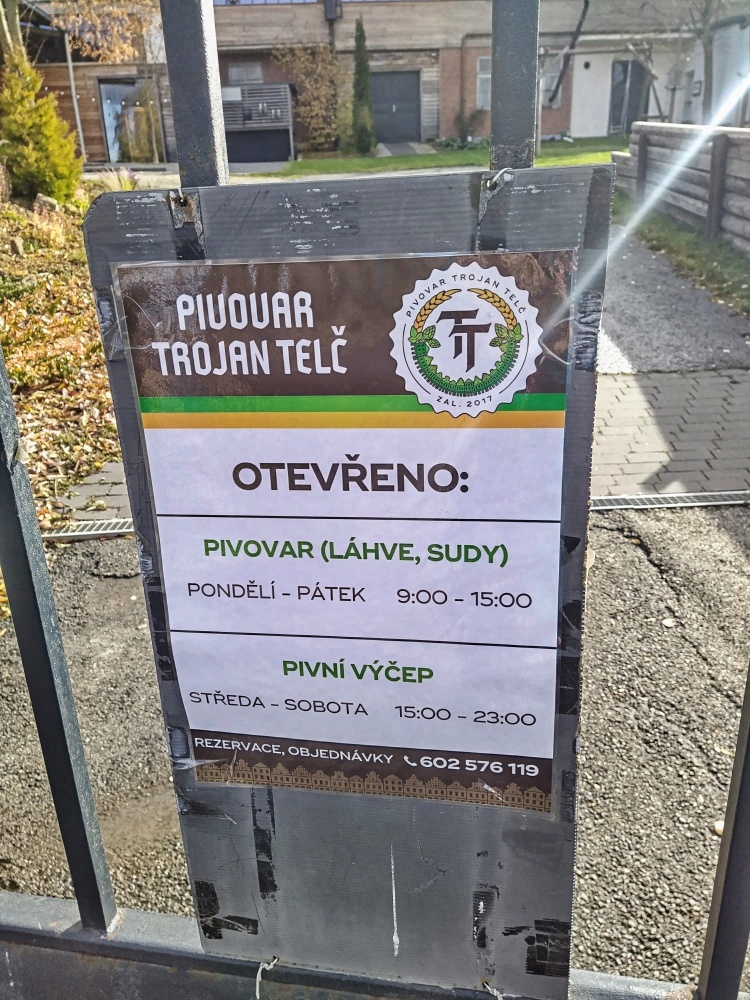 PIVOVAR
TROJAN TELČ
PIVOVAR TROJAN TELČ
TT
ZAL. 2017
OTEVŘENO:
PIVOVAR (LÁHVE, SUDY)
PONDĚLÍ - PÁTEK 9:00 - 15:00
PIVNÍ VÝČEP
STŘEDA - SOBOTA 15:00 - 23:00
REZERVACE, OBJEDNÁVKY 602 576 119